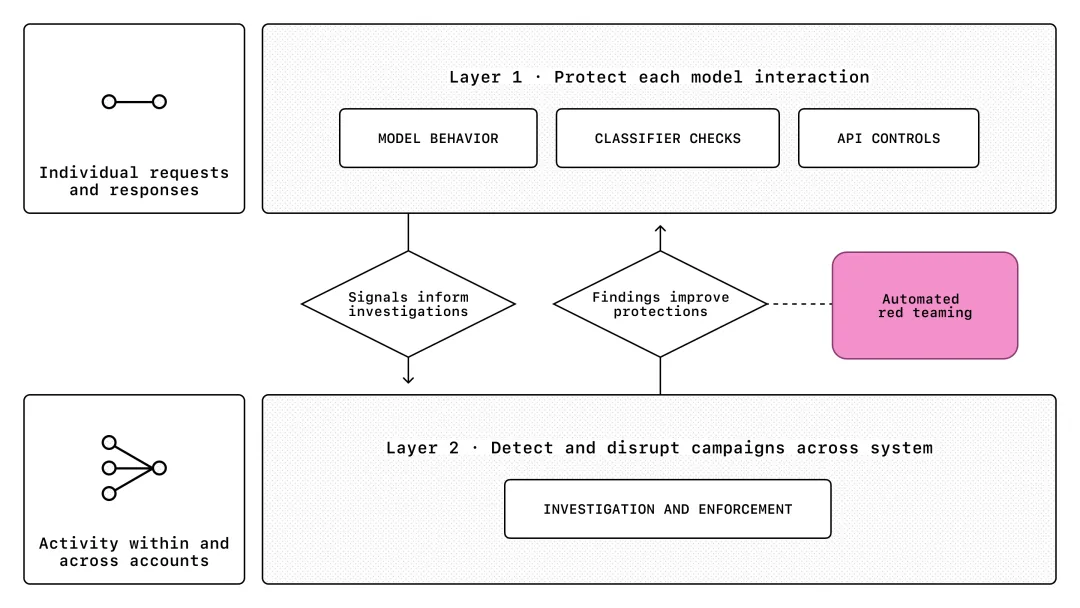 Layer 1 · Protect each model interaction
MODEL BEHAVIOR
CLASSIFIER CHECKS
API CONTROLS
Individual requests
and responses
Signals inform
investigations
Findings improve
protections
Automated
red teaming
Layer 2 · Detect and disrupt campaigns across system
INVESTIGATION AND ENFORCEMENT
Activity within and
across accounts